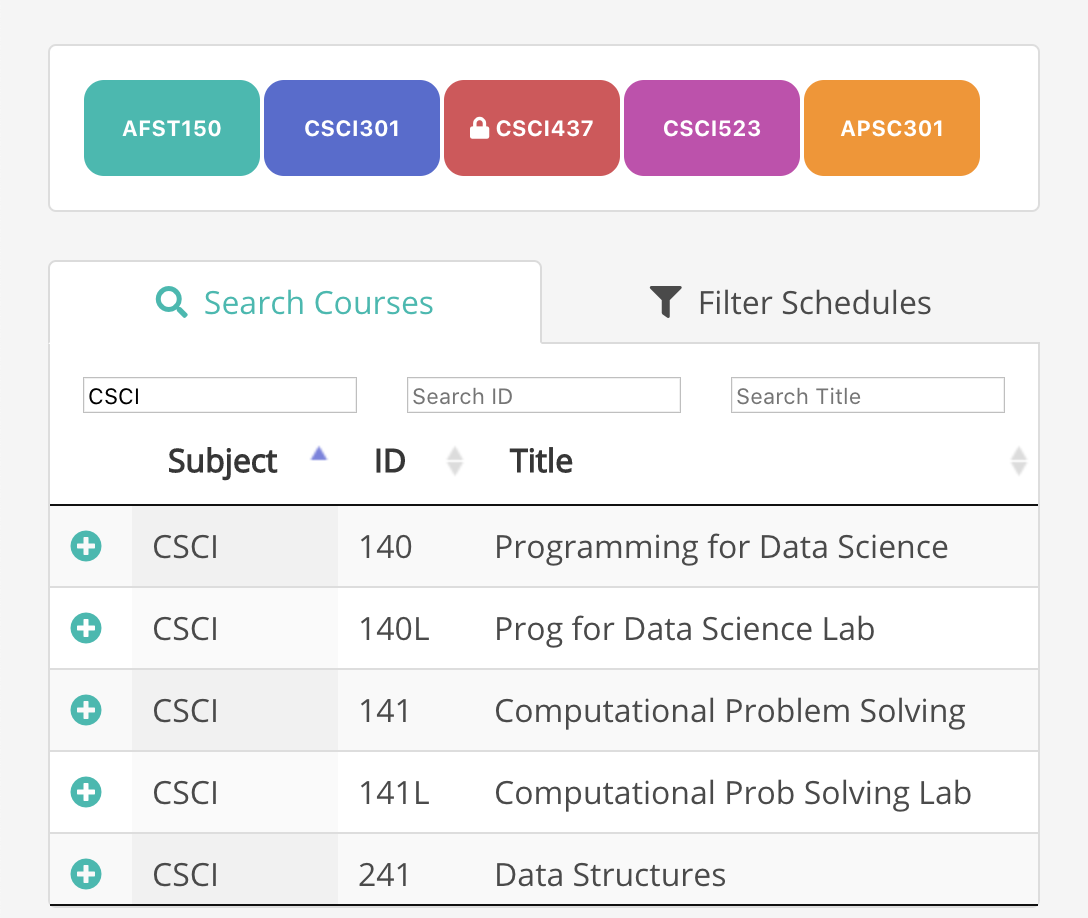 AFST150 CSCI301 CSCI437 CSCI523 APSC301
Search Courses Filter Schedules
CSCI Search ID Search Title
Subject ID Title
CSCI 140 Programming for Data Science
CSCI 140L Prog for Data Science Lab
CSCI 141 Computational Problem Solving
CSCI 141L Computational Prob Solving Lab
CSCI 241 Data Structures